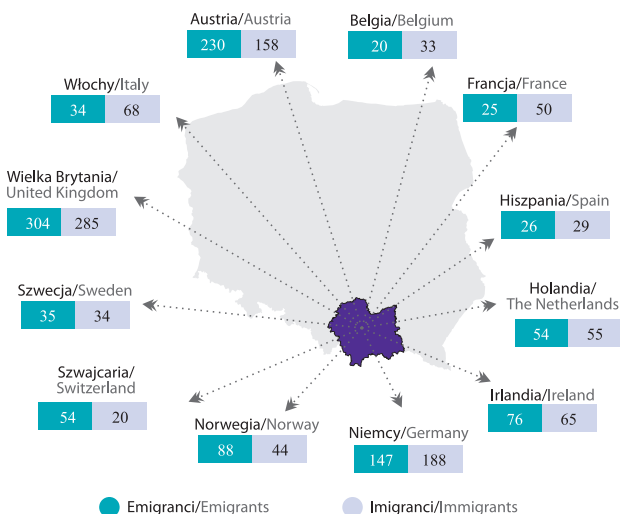 Austria/Austria
230 158
Belgia/Belgium
20 33
Włochy/Italy
34 68
Francja/France
25 50
Wielka Brytania/
United Kingdom
304 285
Hiszpania/Spain
26 29
Szwecja/Sweden
35 34
Holandia/
The Netherlands
54 55
Szwajcaria/
Switzerland
54 20
Norwegia/Norway
88 44
Niemcy/Germany
147 188
Irlandia/Ireland
76 65
Emigranci/Emigrants
Imigranci/Immigrants